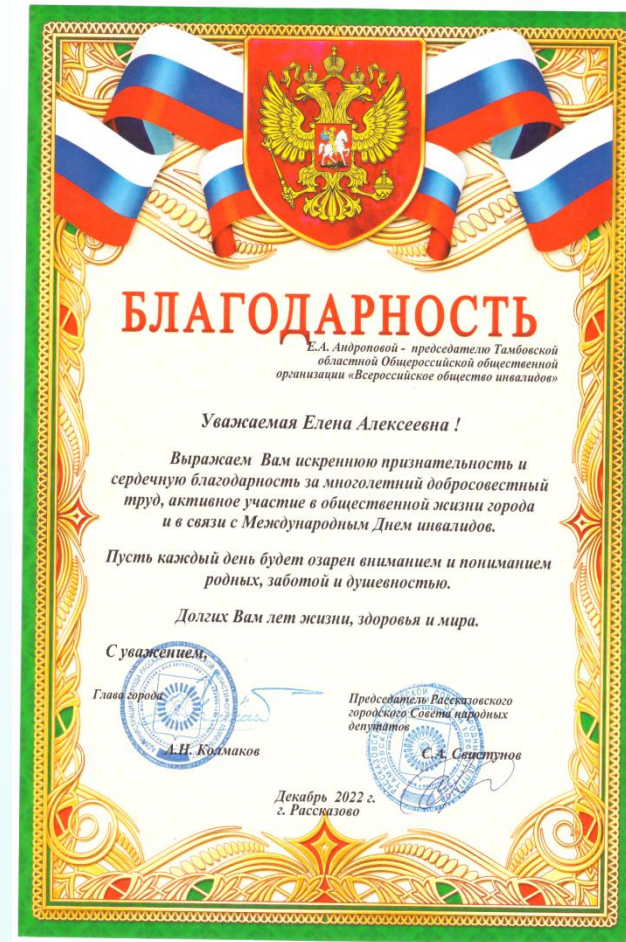 БЛАГОДАРНОСТЬ
Е.А. Андроповой - председателю Тамбовской
областной Общероссийской общественной
организации «Всероссийское общество инвалидов»
Уважаемая Елена Алексеевна !
Выражаем Вам искреннюю признательность и
сердечную благодарность за многолетний добросовестный
труд, активное участие в общественной жизни города
и в связи с Международным Днем инвалидов.
Пусть каждый день будет озарен вниманием и пониманием
родных, заботой и душевностью.
Долгих Вам лет жизни, здоровья и мира.
С уважением,
Глава города
А.Н. Колмаков
Председатель Рассказовского
городского Совета народных
депутатов
С.А. Свистунов
Декабрь 2022 г.
г. Рассказово